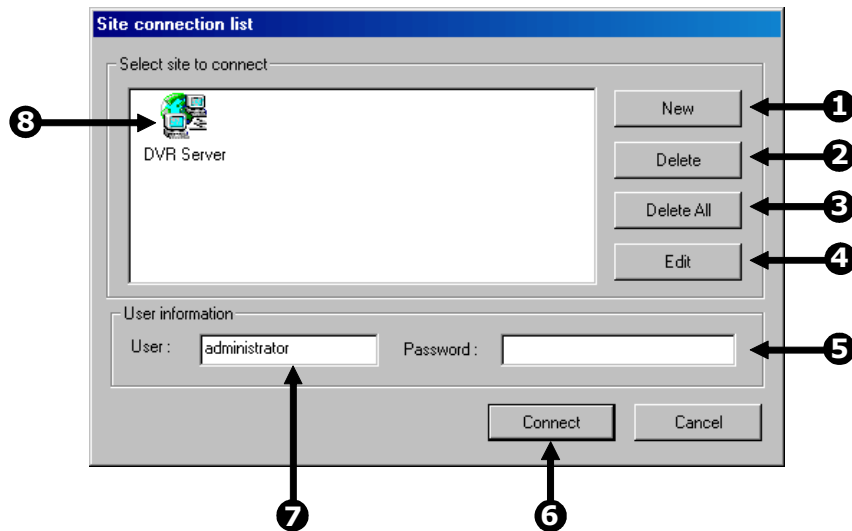 Site connection list
Select site to connect
8
DVR Server
New
1
Delete
2
Delete All
3
Edit
4
User information
User : administrator Password :
5
Connect Cancel
7 6